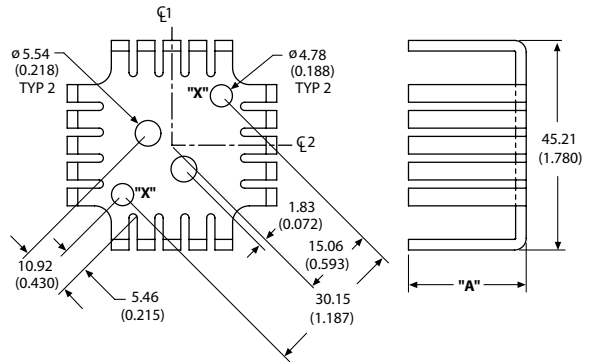 ℄1
ø 5.54
(0.218)
TYP 2
ø 4.78
(0.188)
TYP 2
"X"
℄2
45.21
(1.780)
"X"
1.83
(0.072)
15.06
(0.593)
10.92
(0.430)
5.46
(0.215)
30.15
(1.187)
"A"